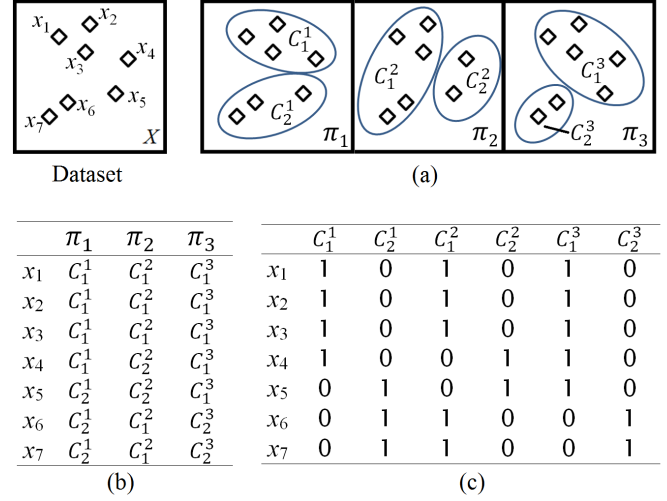 x₁ x₂
x₃ x₄
x₅
x₆
x₇
X
Dataset
C₁¹
C₂¹
π₁
C₁² C₂²
π₂
C₁³
C₂³
π₃
(a)
π₁ π₂ π₃
x₁ C₁¹ C₁² C₁³
x₂ C₁¹ C₁² C₁³
x₃ C₁¹ C₁² C₁³
x₄ C₁¹ C₂² C₁³
x₅ C₂¹ C₂² C₁³
x₆ C₂¹ C₁² C₂³
x₇ C₂¹ C₁² C₂³
(b)
C₁¹ C₂¹ C₁² C₂² C₁³ C₂³
x₁ 1 0 1 0 1 0
x₂ 1 0 1 0 1 0
x₃ 1 0 1 0 1 0
x₄ 1 0 0 1 1 0
x₅ 0 1 0 1 1 0
x₆ 0 1 1 0 0 1
x₇ 0 1 1 0 0 1
(c)